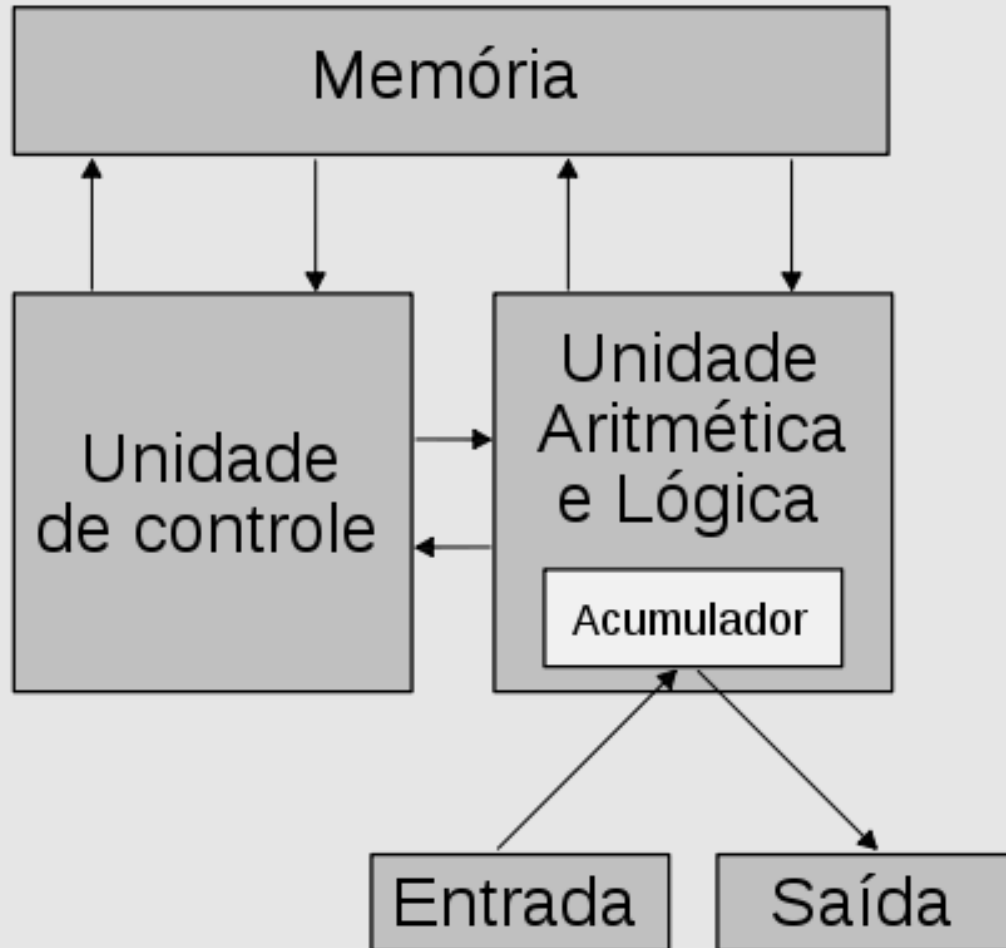 Memória
Unidade
de controle
Unidade
Aritmética
e Lógica
Acumulador
Entrada
Saída